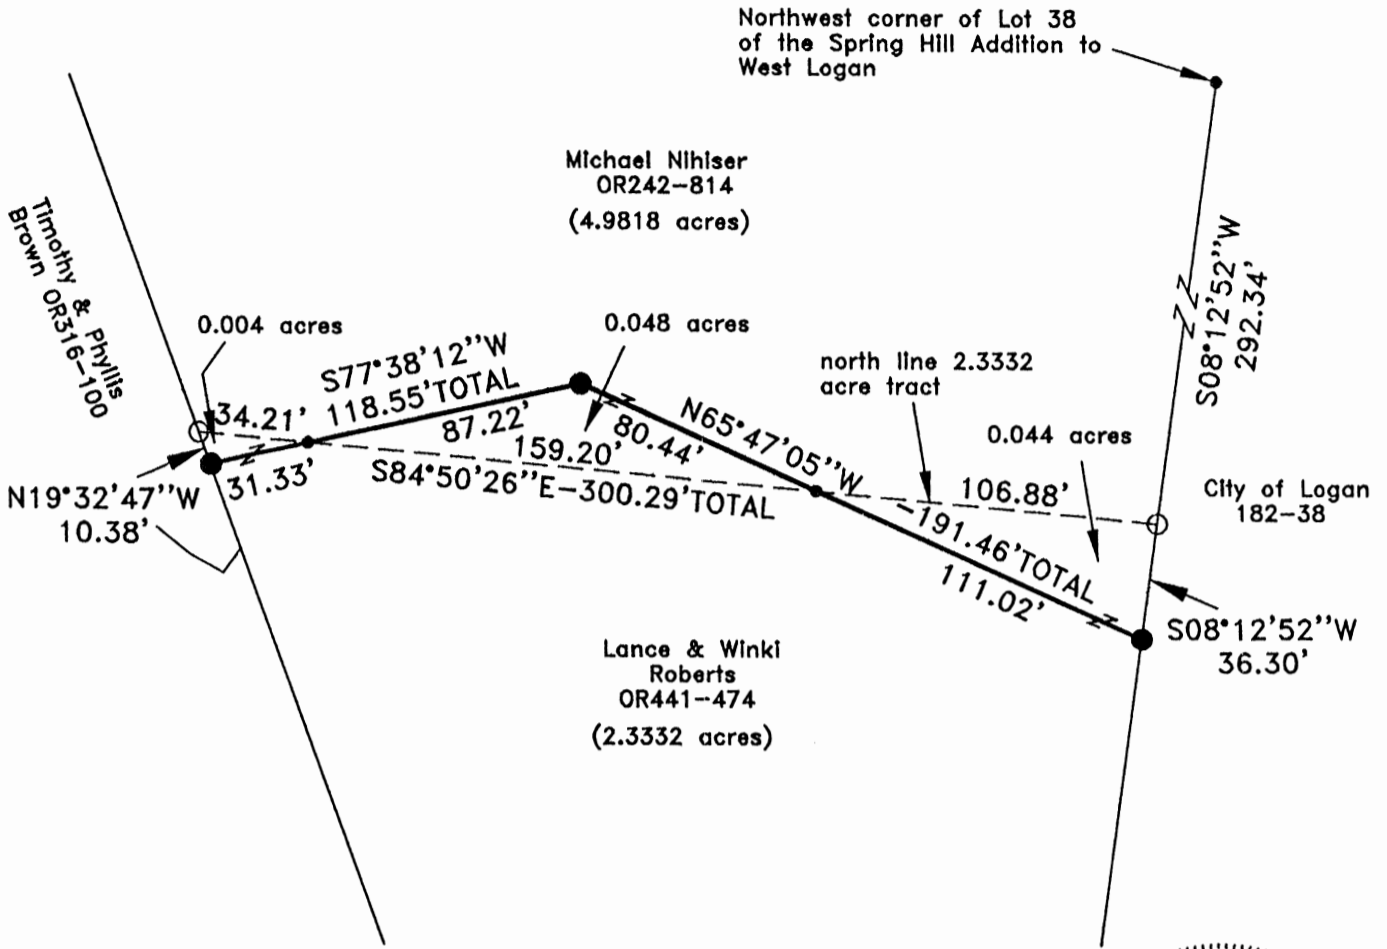 Northwest corner of Lot 38
of the Spring Hill Addition to
West Logan
Michael Nihiser
OR242-814
(4.9818 acres)
Timothy & Phyllis
Brown OR316-100
S08°12'52"W
292.34'
0.004 acres
0.048 acres
S77°38'12"W
118.55'TOTAL
34.21'
87.22'
31.33'
north line 2.3332
acre tract
N65°47'05"W
-191.46'TOTAL
80.44'
159.20'
S84°50'26"E-300.29'TOTAL
0.044 acres
106.88'
City of Logan
182-38
N19°32'47"W
10.38'
111.02'
S08°12'52"W
36.30'
Lance & Winki
Roberts
OR441-474
(2.3332 acres)